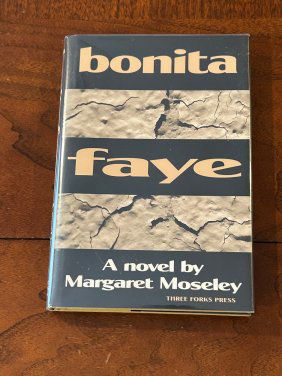 bonita
faye
A novel by
Margaret Moseley
THREE FORKS PRESS